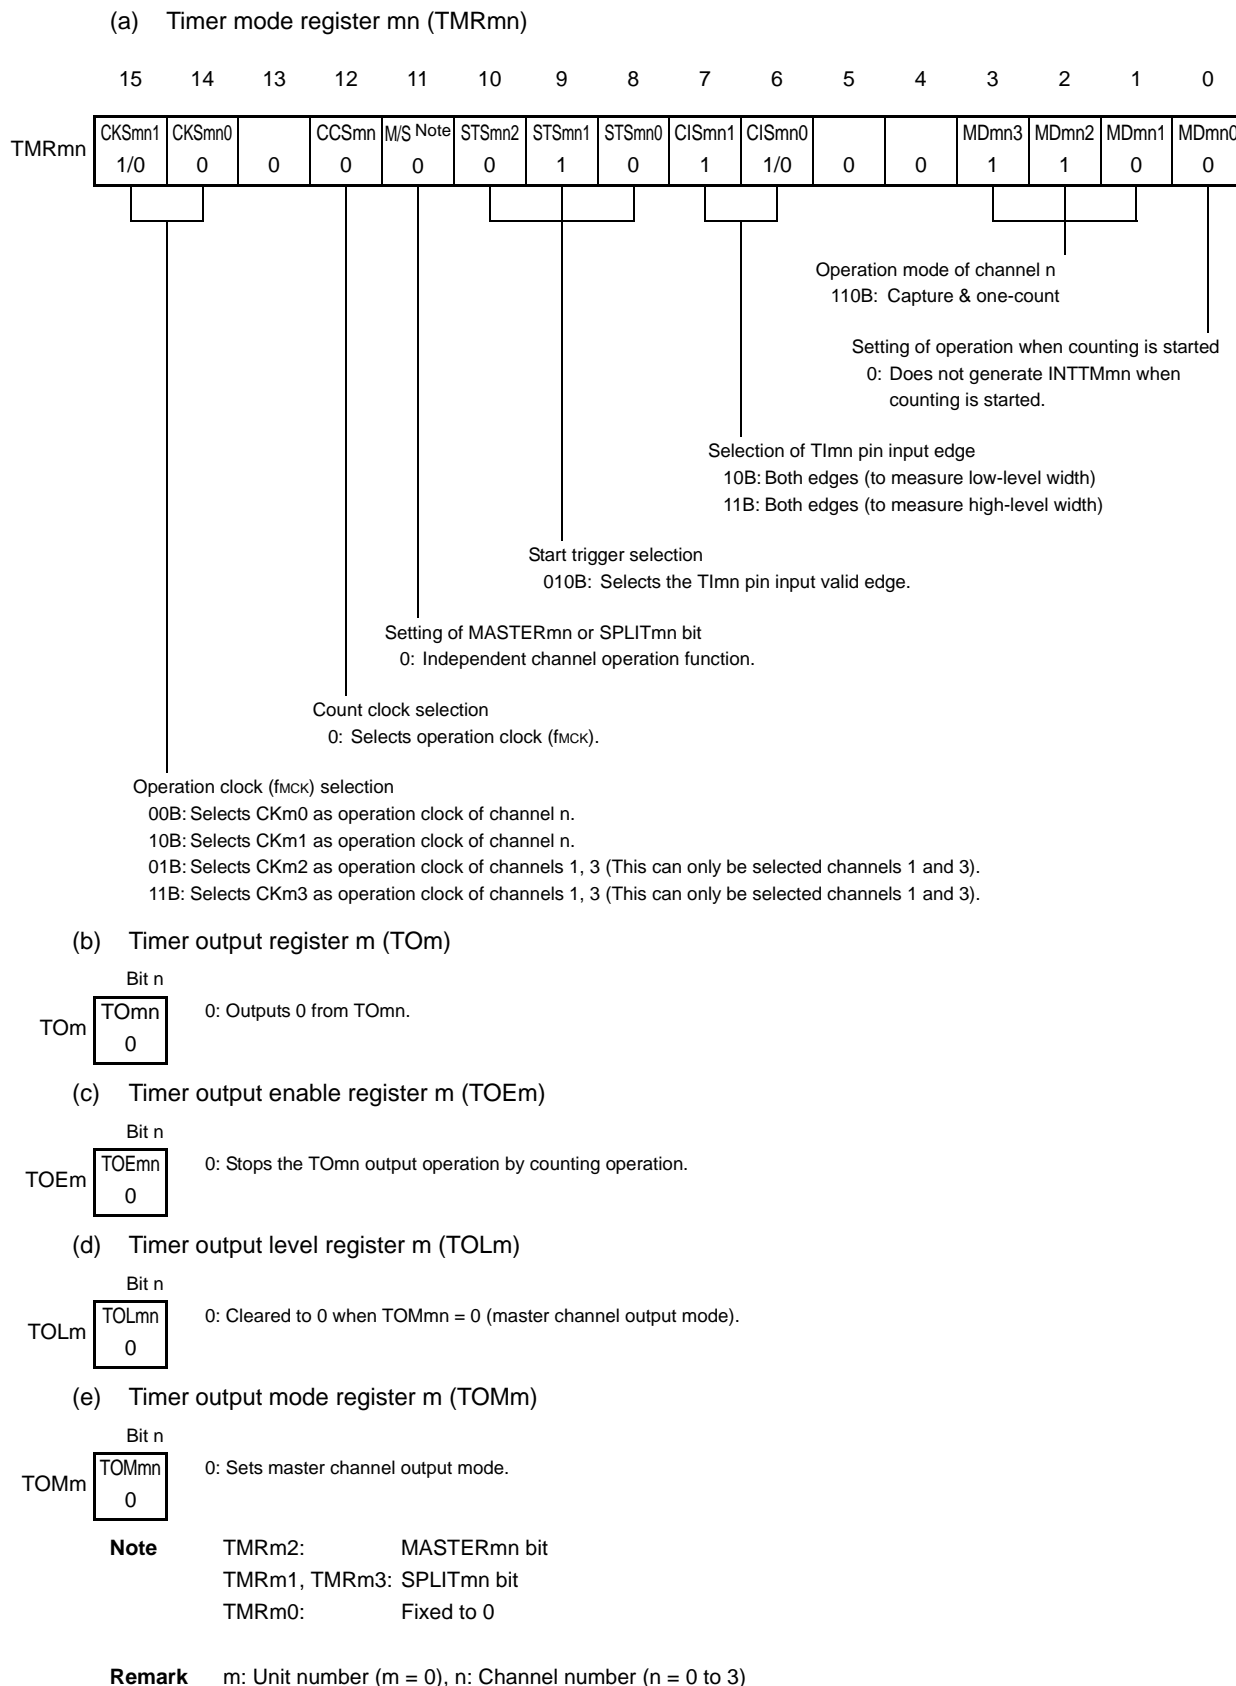 (a) Timer mode register mn (TMRmn)
15 14 13 12 11 10 9 8 7 6 5 4 3 2 1 0
TMRmn CKSmn1 CKSmn0 CCSmn M/S Note STSmn2 STSmn1 STSmn0 CISmn1 CISmn0 MDmn3 MDmn2 MDmn1 MDmn0
1/0 0 0 0 0 0 1 0 1 1/0 0 0 1 1 0 0
Operation mode of channel n
110B: Capture & one-count
Setting of operation when counting is started
0: Does not generate INTTMmn when
counting is started.
Selection of TImn pin input edge
10B: Both edges (to measure low-level width)
11B: Both edges (to measure high-level width)
Start trigger selection
010B: Selects the TImn pin input valid edge.
Setting of MASTERmn or SPLITmn bit
0: Independent channel operation function.
Count clock selection
0: Selects operation clock (fMCK).
Operation clock (fMCK) selection
00B: Selects CKm0 as operation clock of channel n.
10B: Selects CKm1 as operation clock of channel n.
01B: Selects CKm2 as operation clock of channels 1, 3 (This can only be selected channels 1 and 3).
11B: Selects CKm3 as operation clock of channels 1, 3 (This can only be selected channels 1 and 3).
(b) Timer output register m (TOm)
Bit n
TOm TOmn 0: Outputs 0 from TOmn.
0
(c) Timer output enable register m (TOEm)
Bit n
TOEm TOEmn 0: Stops the TOmn output operation by counting operation.
0
(d) Timer output level register m (TOLm)
Bit n
TOLm TOLmn 0: Cleared to 0 when TOMmn = 0 (master channel output mode).
0
(e) Timer output mode register m (TOMm)
Bit n
TOMm TOMmn 0: Sets master channel output mode.
0
Note TMRm2: MASTERmn bit
TMRm1, TMRm3: SPLITmn bit
TMRm0: Fixed to 0
Remark m: Unit number (m = 0), n: Channel number (n = 0 to 3)